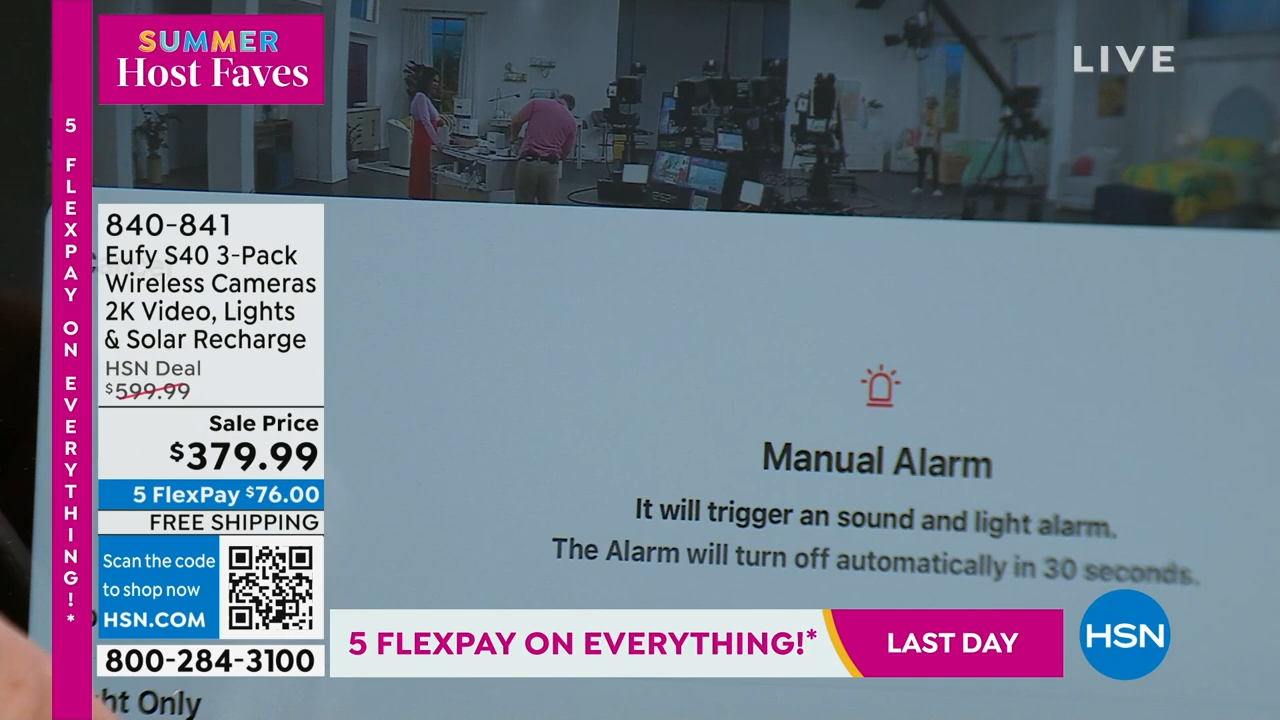 SUMMER
Host Faves
LIVE
5 FLEXPAY ON EVERYTHING!*
840-841
Eufy S40 3-Pack
Wireless Cameras
2K Video, Lights
& Solar Recharge
HSN Deal
$599.99
Sale Price
$379.99
5 FlexPay $76.00
FREE SHIPPING
Scan the code
to shop now
HSN.COM
800-284-3100
Manual Alarm
It will trigger an sound and light alarm.
The Alarm will turn off automatically in 30 seconds.
5 FLEXPAY ON EVERYTHING!*
LAST DAY
HSN
ht Only